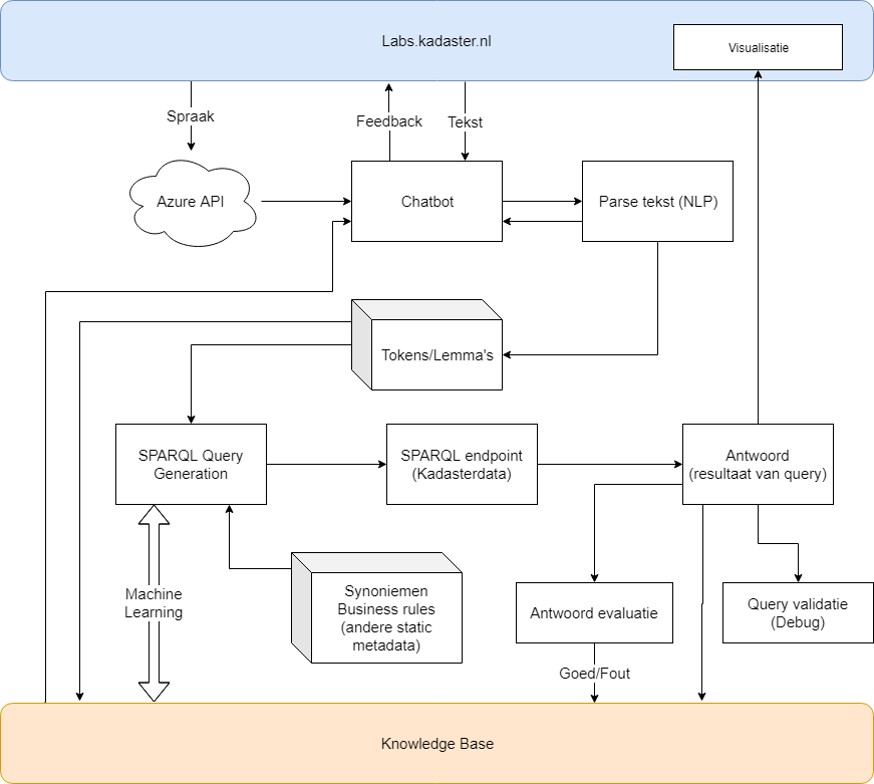 Labs.kadaster.nl
Visualisatie
Spraak
Feedback
Tekst
Azure API
Chatbot
Parse tekst (NLP)
Tokens/Lemma's
SPARQL Query
Generation
SPARQL endpoint
(Kadasterdata)
Antwoord
(resultaat van query)
Machine
Learning
Synoniemen
Business rules
(andere static
metadata)
Antwoord evaluatie
Query validatie
(Debug)
Goed/Fout
Knowledge Base